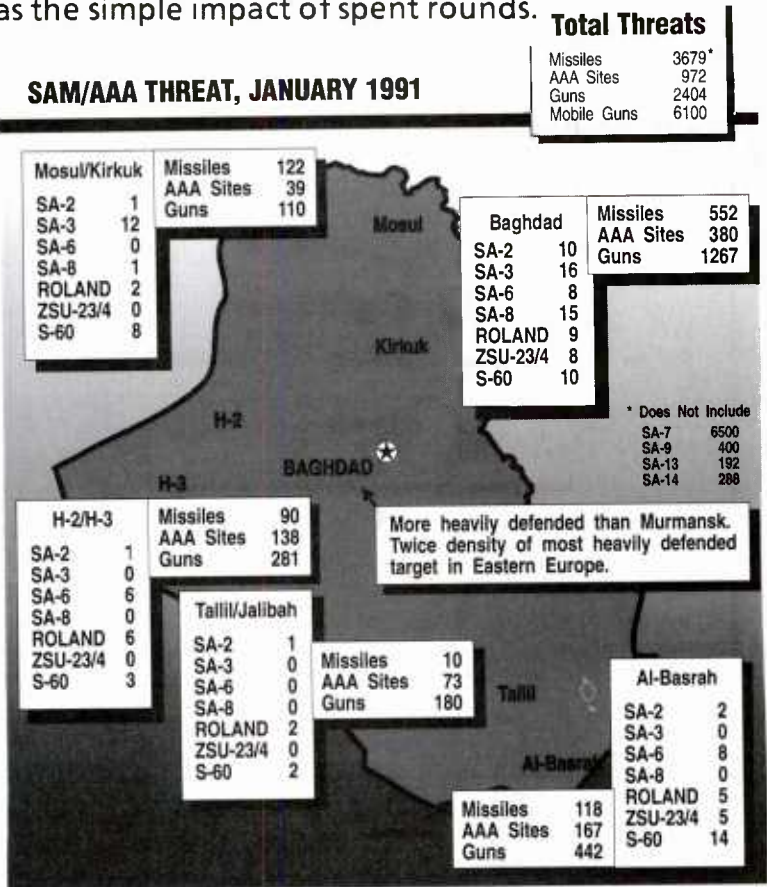 as the simple impact of spent rounds.
Total Threats
Missiles 3679*
AAA Sites 972
Guns 2404
Mobile Guns 6100
SAM/AAA THREAT, JANUARY 1991
Mosul/Kirkuk
SA-2 1
SA-3 12
SA-6 0
SA-8 1
ROLAND 2
ZSU-23/4 0
S-60 8
Missiles 122
AAA Sites 39
Guns 110
Mosul
Kirkuk
Baghdad
SA-2 10
SA-3 16
SA-6 8
SA-8 15
ROLAND 9
ZSU-23/4 8
S-60 10
Missiles 552
AAA Sites 380
Guns 1267
* Does Not Include
SA-7 6500
SA-9 400
SA-13 192
SA-14 288
H-2
BAGHDAD
H-3
More heavily defended than Murmansk.
Twice density of most heavily defended
target in Eastern Europe.
H-2/H-3
SA-2 1
SA-3 0
SA-6 6
SA-8 0
ROLAND 6
ZSU-23/4 0
S-60 3
Missiles 90
AAA Sites 138
Guns 281
Tallil/Jalibah
SA-2 1
SA-3 0
SA-6 0
SA-8 0
ROLAND 2
ZSU-23/4 0
S-60 2
Missiles 10
AAA Sites 73
Guns 180
Tallil
Al-Basrah
Al-Basrah
SA-2 2
SA-3 0
SA-6 8
SA-8 0
ROLAND 5
ZSU-23/4 5
S-60 14
Missiles 118
AAA Sites 167
Guns 442